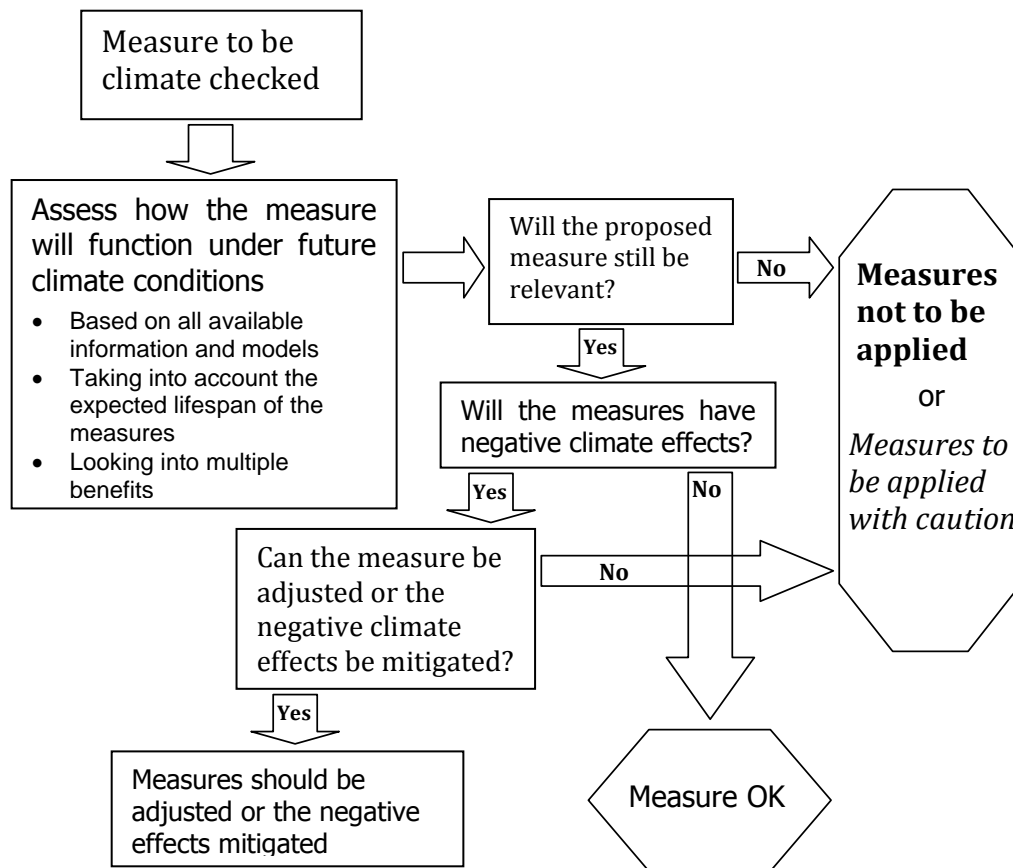 Measure to be
climate checked
Assess how the measure
will function under future
climate conditions
• Based on all available
information and models
• Taking into account the
expected lifespan of the
measures
• Looking into multiple
benefits
Will the proposed
measure still be
relevant?
No
Measures
not to be
applied
or
Measures to
be applied
with caution
Yes
Will the measures have
negative climate effects?
Yes
No
Can the measure be
adjusted or the
negative climate
effects be mitigated?
No
Yes
Measures should be
adjusted or the negative
effects mitigated
Measure OK